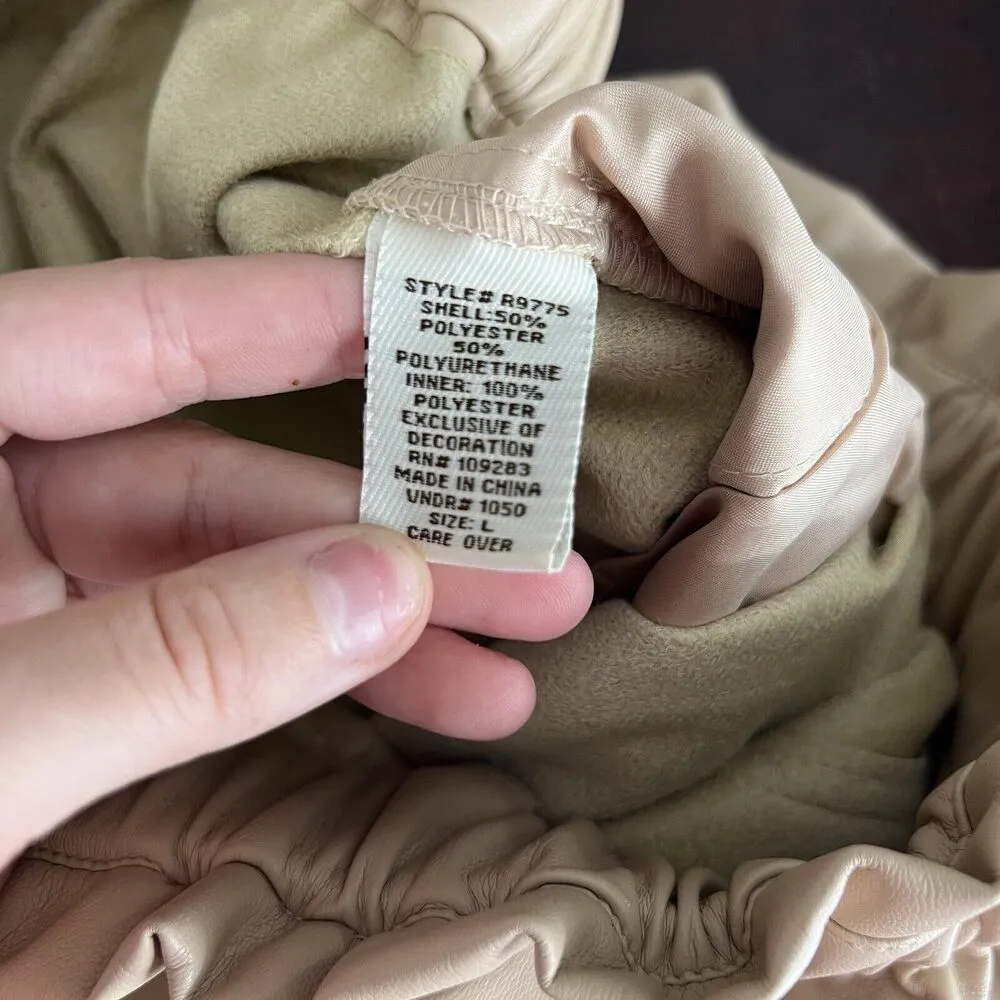 STYLE# R9775
SHELL:50%
POLYESTER
50%
POLYURETHANE
INNER: 100%
POLYESTER
EXCLUSIVE OF
DECORATION
RN# 109283
MADE IN CHINA
VNDR# 1050
SIZE: L
CARE OVER